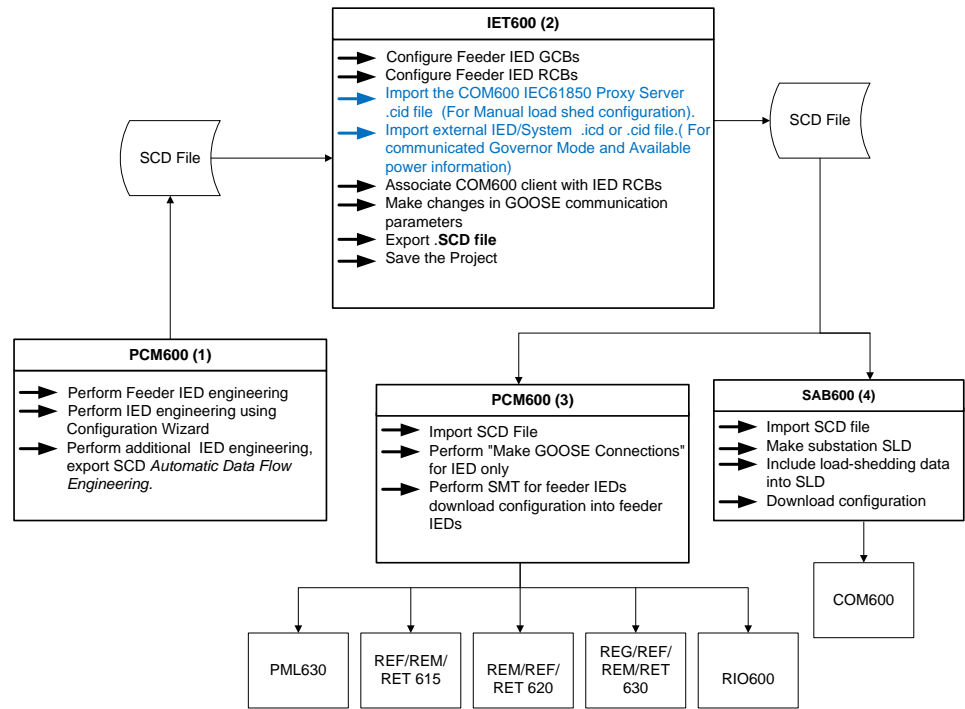 IET600 (2)
Configure Feeder IED GCBs
Configure Feeder IED RCBs
Import the COM600 IEC61850 Proxy Server
.cid file (For Manual load shed configuration).
Import external IED/System .icd or .cid file.( For
communicated Governor Mode and Available
power information)
Associate COM600 client with IED RCBs
Make changes in GOOSE communication
parameters
Export .SCD file
Save the Project
SCD File
SCD File
PCM600 (1)
Perform Feeder IED engineering
Perform IED engineering using
Configuration Wizard
Perform additional IED engineering,
export SCD Automatic Data Flow
Engineering.
PCM600 (3)
Import SCD File
Perform "Make GOOSE Connections"
for IED only
Perform SMT for feeder IEDs
download configuration into feeder
IEDs
SAB600 (4)
Import SCD file
Make substation SLD
Include load-shedding data
into SLD
Download configuration
COM600
PML630
REF/REM/
RET 615
REM/REF/
RET 620
REG/REF/
REM/RET
630
RIO600